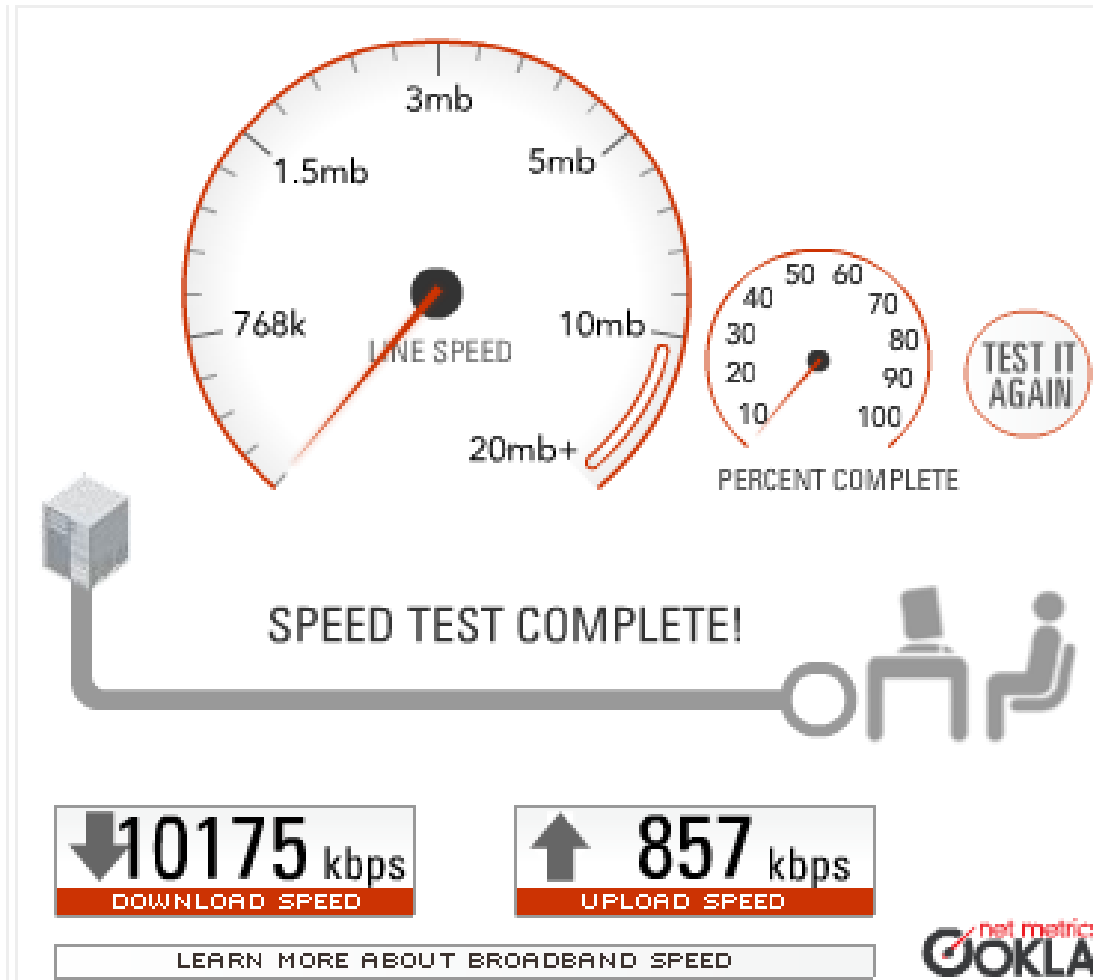 3mb
1.5mb
5mb
768k
10mb
LINE SPEED
20mb+
50 60
40
70
30
80
20
90
10
100
PERCENT COMPLETE
TEST IT
AGAIN
SPEED TEST COMPLETE!
10175 kbps
DOWNLOAD SPEED
857 kbps
UPLOAD SPEED
LEARN MORE ABOUT BROADBAND SPEED
net metrics
OOKLA